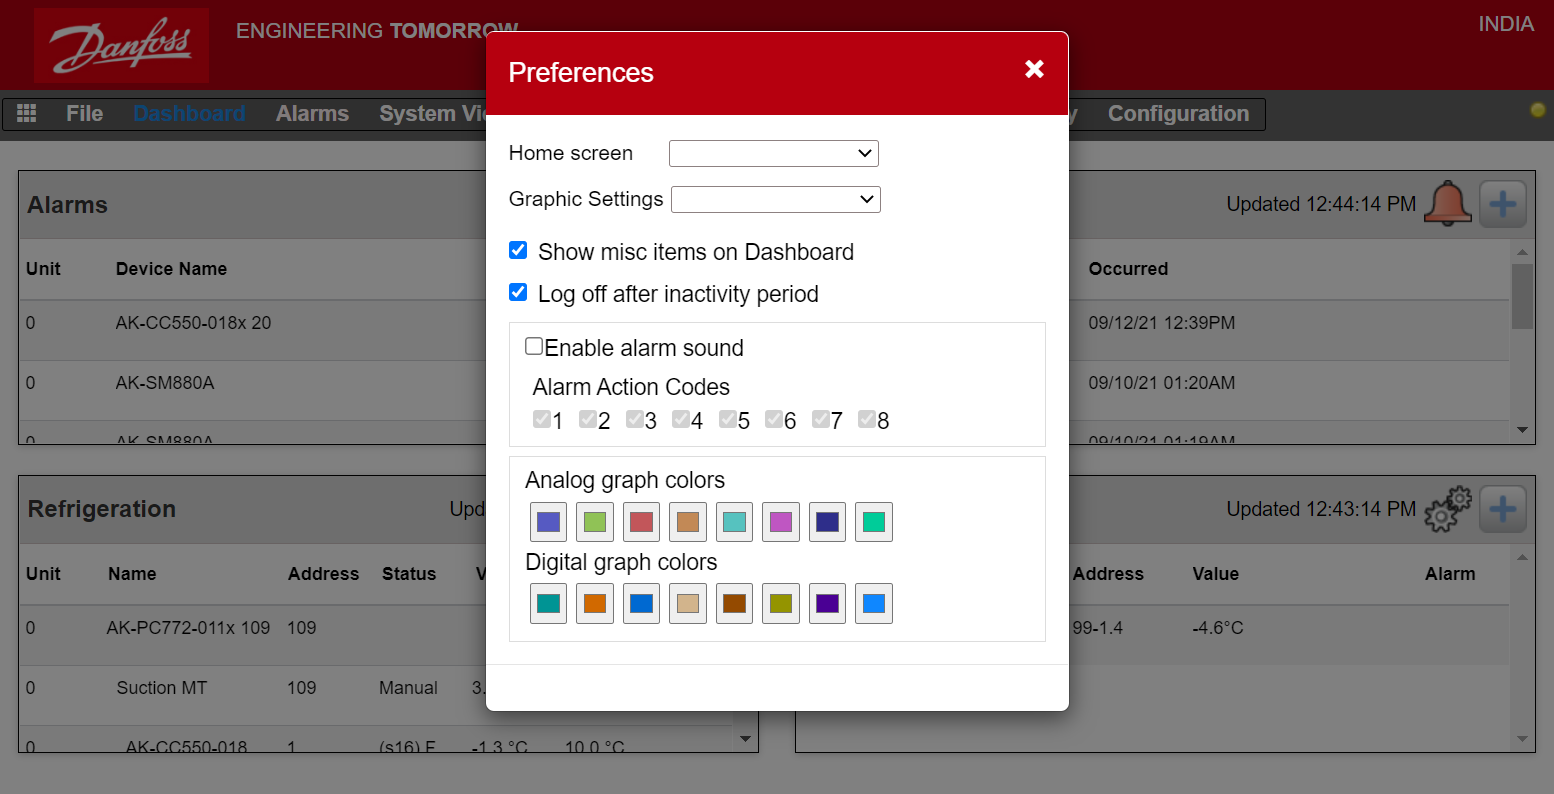 Danfoss
ENGINEERING TOMORROW
INDIA
File Dashboard Alarms System Vie
y Configuration
Preferences
Home screen
Graphic Settings
Show misc items on Dashboard
Log off after inactivity period
Enable alarm sound
Alarm Action Codes
1 2 3 4 5 6 7 8
Analog graph colors
Digital graph colors
Alarms
Updated 12:44:14 PM
Unit Device Name Occurred
0 AK-CC550-018x 20 09/12/21 12:39PM
0 AK-SM880A 09/10/21 01:20AM
0 AK-SM880A 09/10/21 01:19AM
Refrigeration Upd
Unit Name Address Status V
0 AK-PC772-011x 109 109
0 Suction MT 109 Manual 3.
0 AK-CC550-018 1 (s16) F -1.3 °C 10.0 °C
Updated 12:43:14 PM
Address Value Alarm
99-1.4 -4.6°C